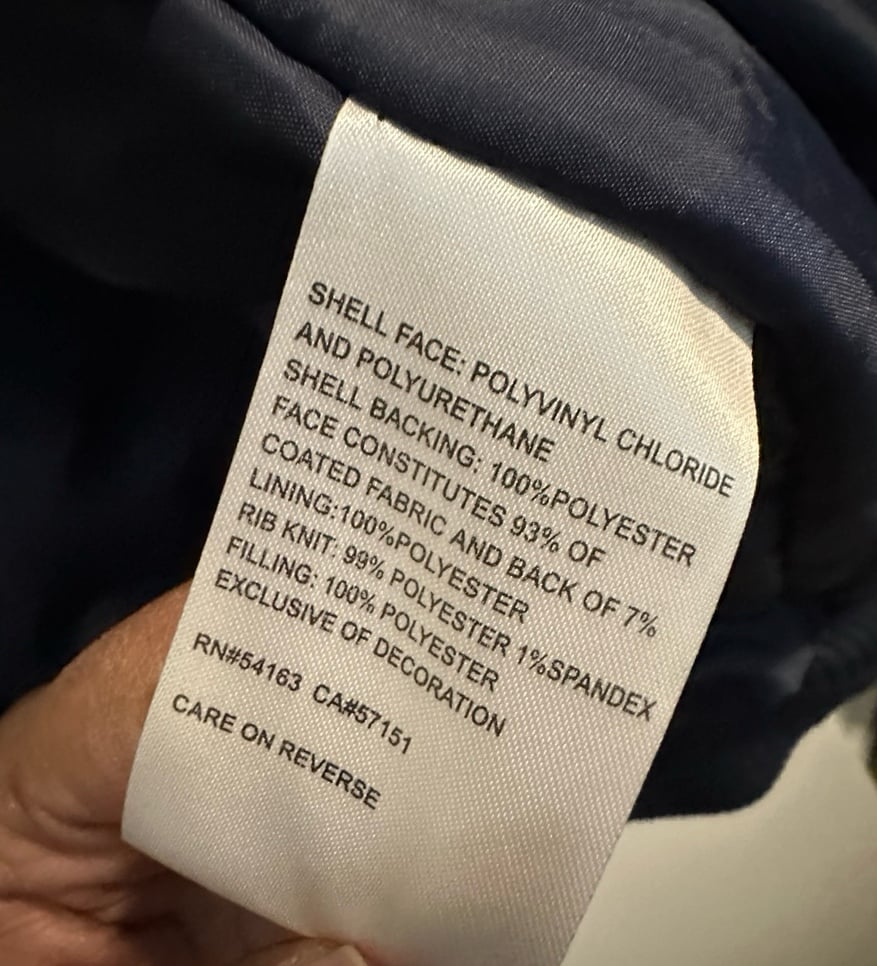 SHELL FACE: POLYVINYL CHLORIDE
AND POLYURETHANE
SHELL BACKING: 100%POLYESTER
FACE CONSTITUTES 93% OF
COATED FABRIC AND BACK OF 7%
LINING:100%POLYESTER
RIB KNIT: 99% POLYESTER 1%SPANDEX
FILLING: 100% POLYESTER
EXCLUSIVE OF DECORATION
RN#54163 CA#57151
CARE ON REVERSE